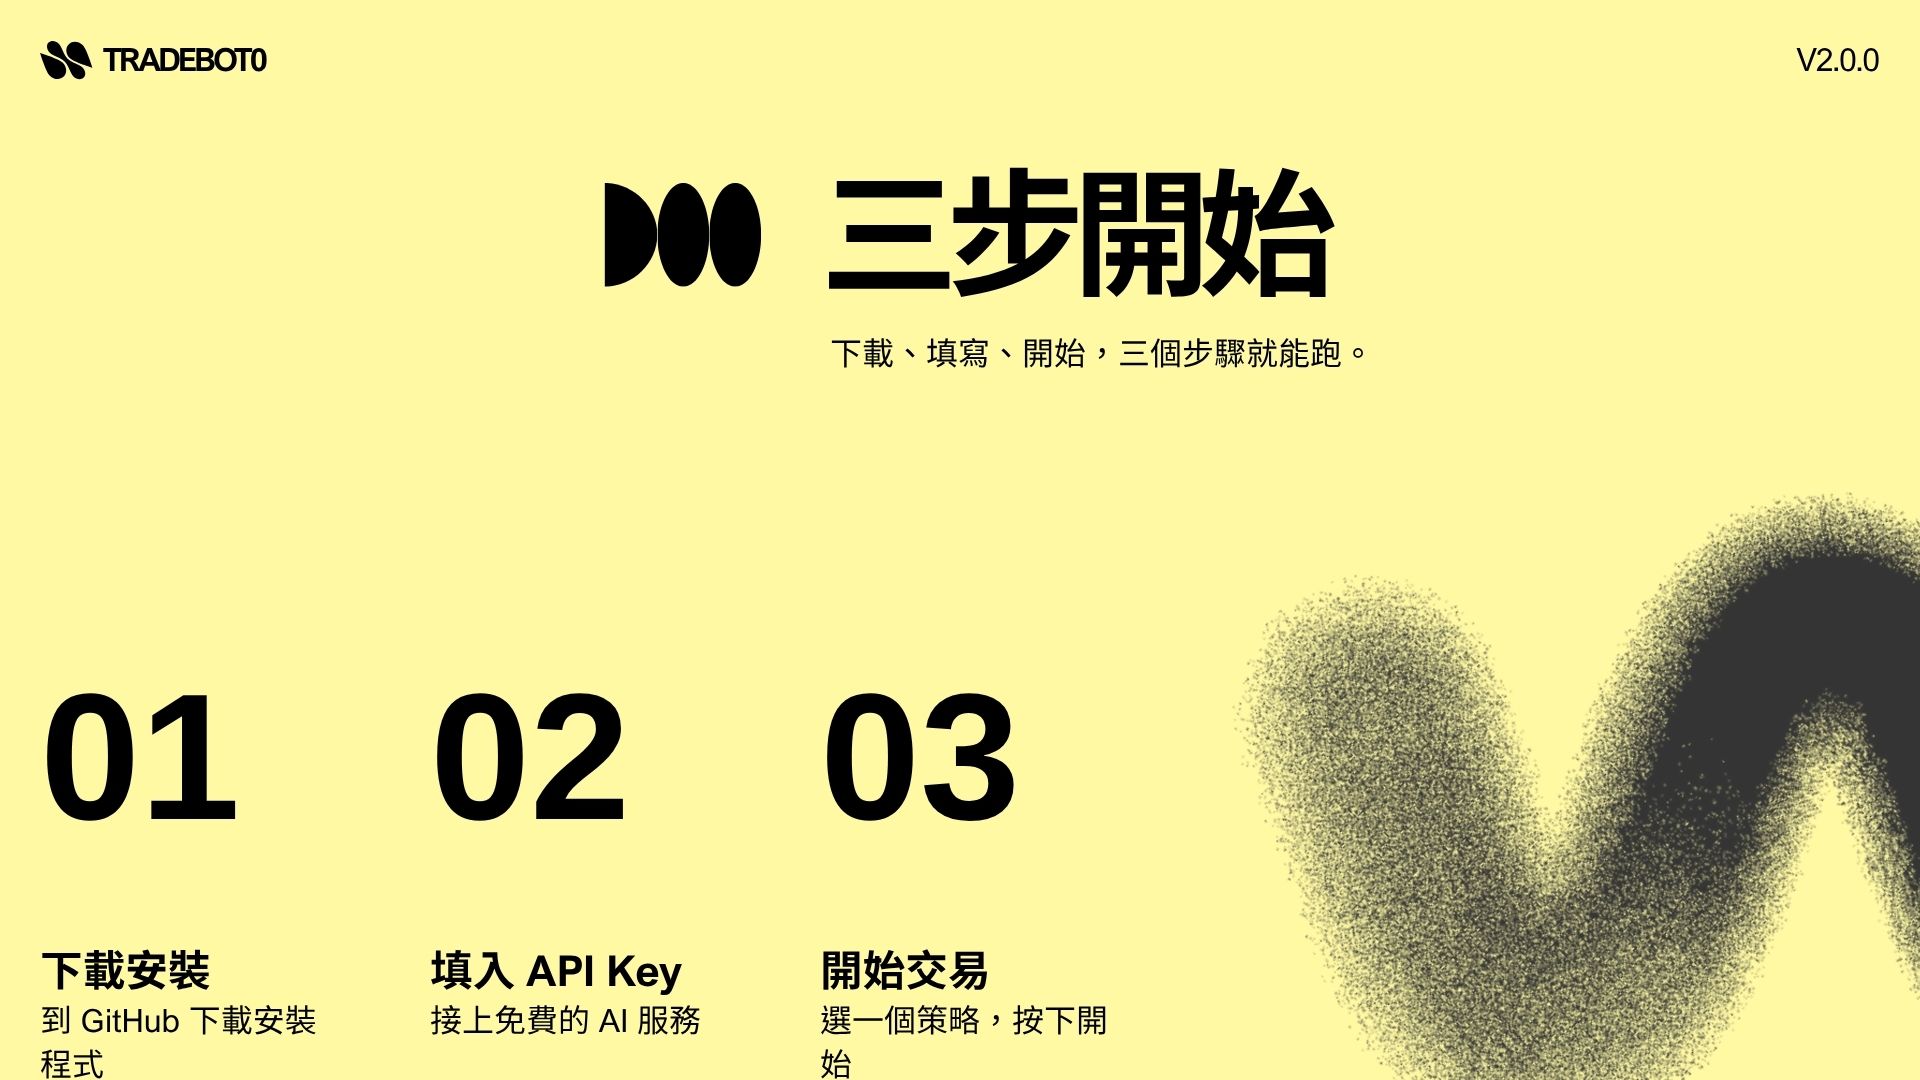 TRADEBOT0
V2.0.0
三步開始
下載、填寫、開始，三個步驟就能跑。
01
02
03
下載安裝
到 GitHub 下載安裝
程式
填入 API Key
接上免費的 AI 服務
開始交易
選一個策略，按下開
始